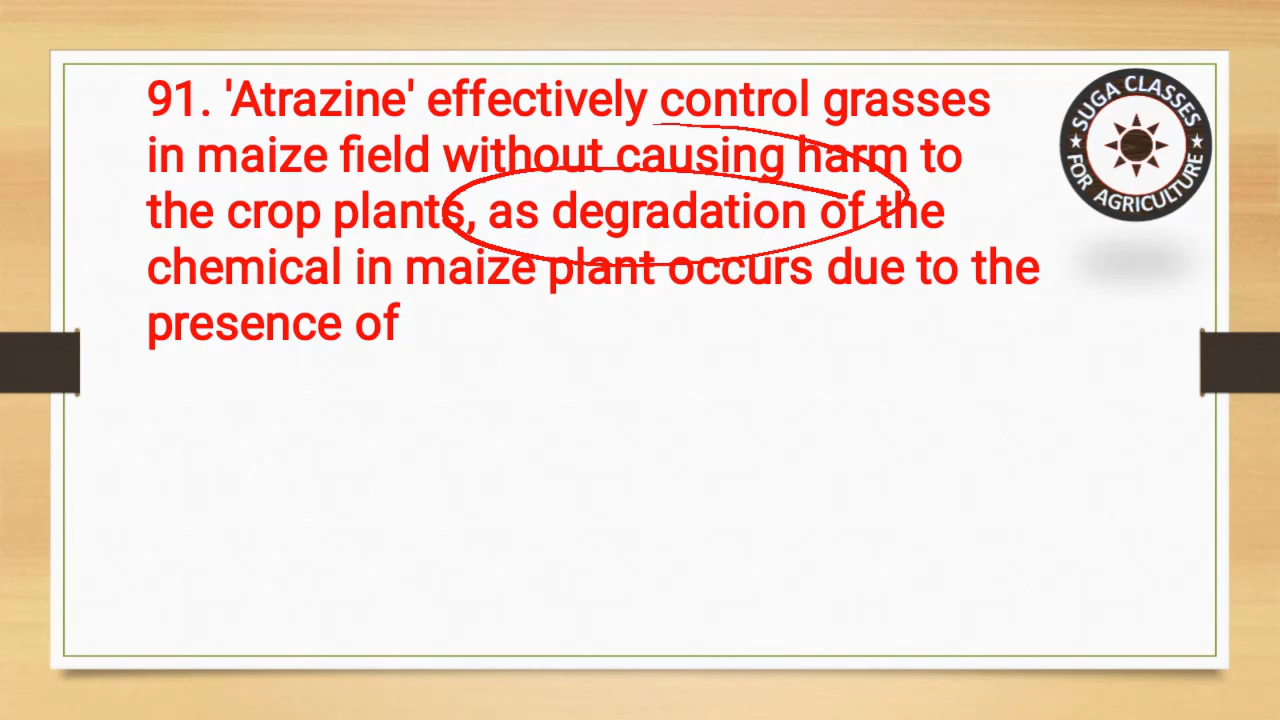 91. 'Atrazine' effectively control grasses
in maize field without causing harm to
the crop plants, as degradation of the
chemical in maize plant occurs due to the
presence of
SUGA CLASSES
FOR AGRICULTURE